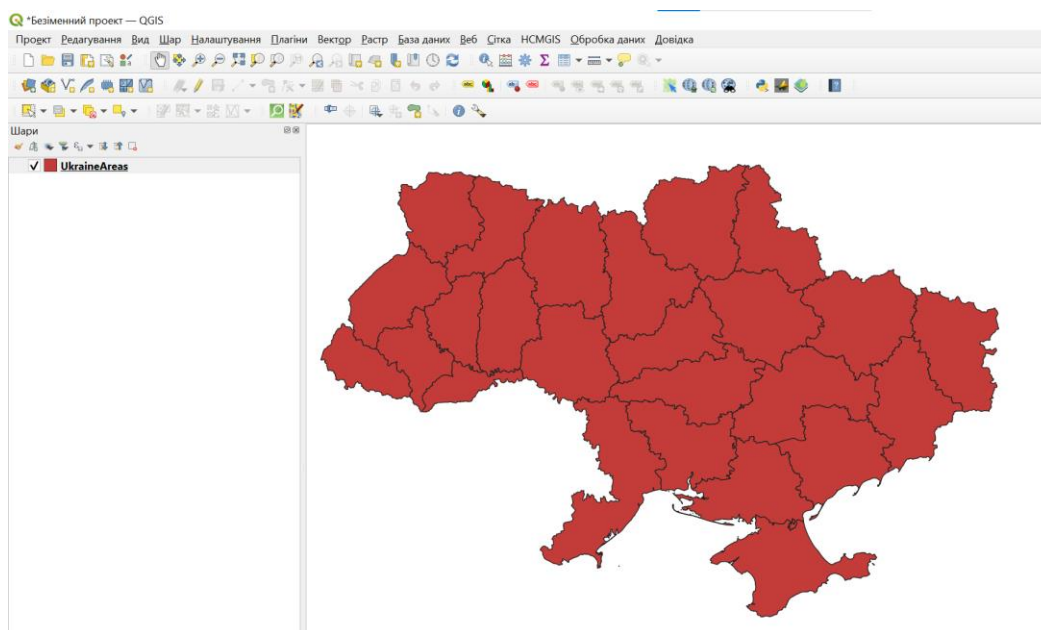 *Безіменний проект — QGIS
Проект Редагування Вид Шар Налаштування Плагіни Вектор Растр База даних Веб Сітка HCMGIS Обробка даних Довідка
Шари
UkraineAreas